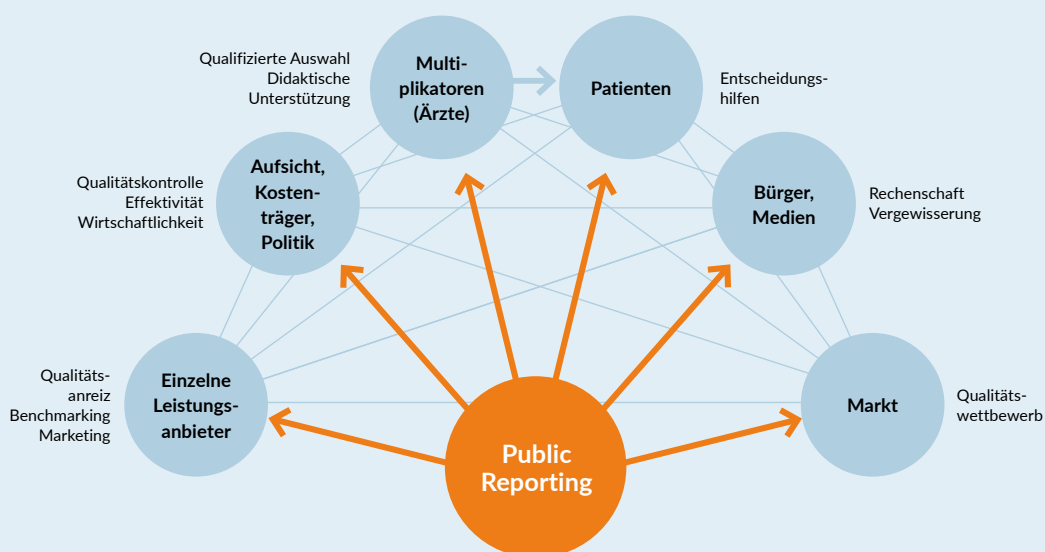 Qualifizierte Auswahl
Didaktische
Unterstützung
Multi-
plikatoren
(Ärzte)
Patienten
Entscheidungs-
hilfen
Qualitätskontrolle
Effektivität
Wirtschaftlichkeit
Aufsicht,
Kosten-
träger,
Politik
Bürger,
Medien
Rechenschaft
Vergewisserung
Qualitäts-
anreiz
Benchmarking
Marketing
Einzelne
Leistungs-
anbieter
Public
Reporting
Markt
Qualitäts-
wettbewerb